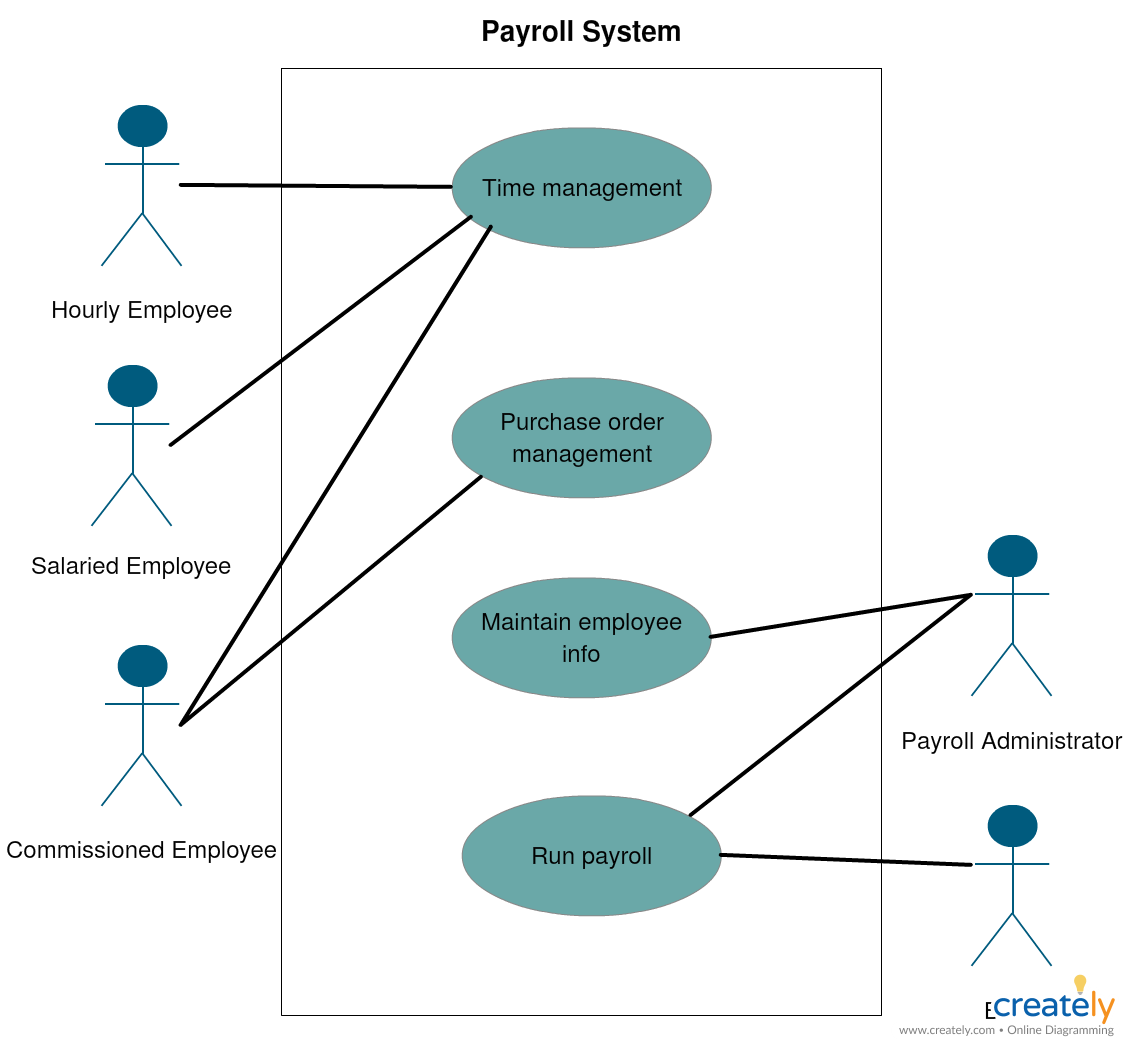 Payroll System
Time management
Hourly Employee
Purchase order
management
Salaried Employee
Maintain employee
info
Payroll Administrator
Commissioned Employee
Run payroll
creately
www.creately.com • Online Diagramming